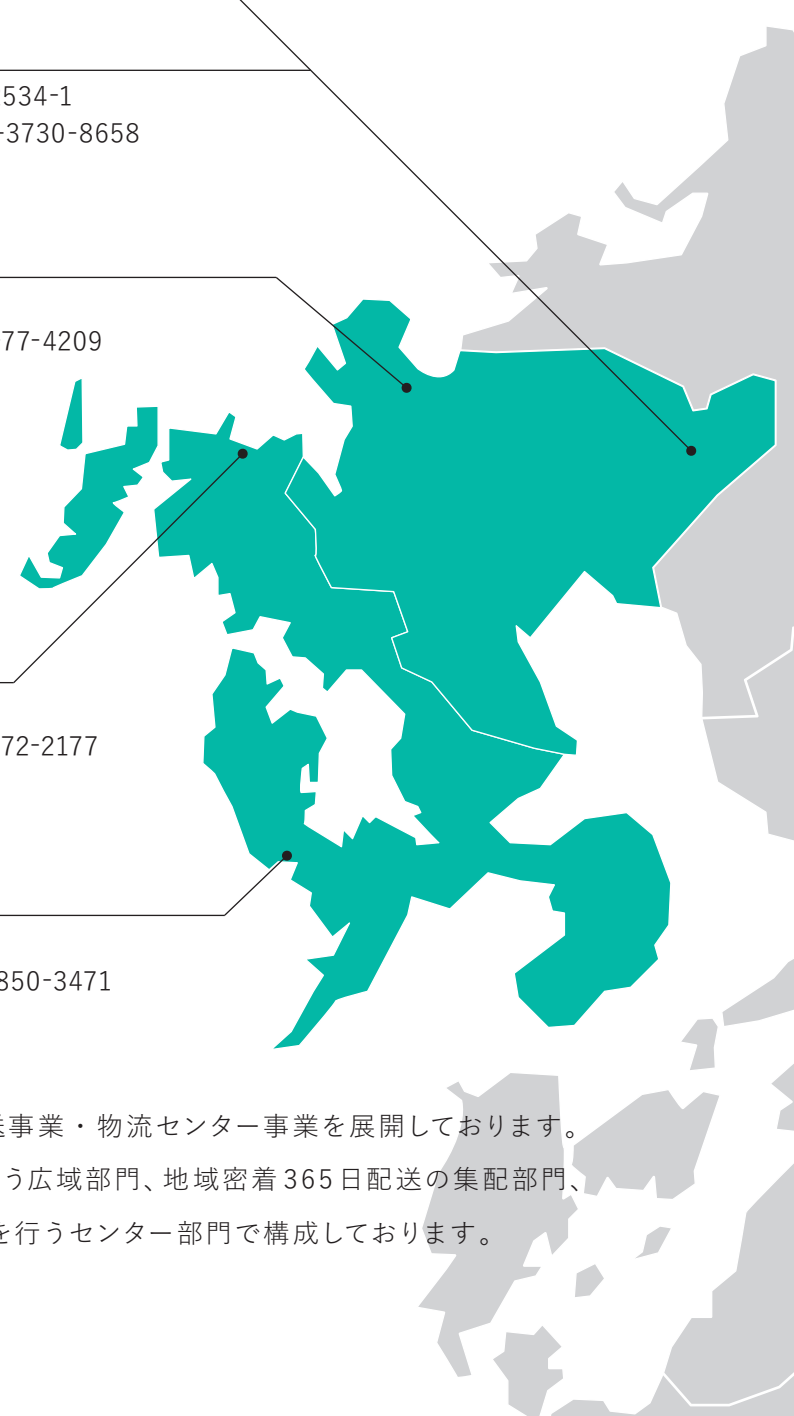 534-1
-3730-8658
77-4209
72-2177
850-3471
送事業・物流センター事業を展開しております。
う広域部門、地域密着365日配送の集配部門、
を行うセンター部門で構成しております。